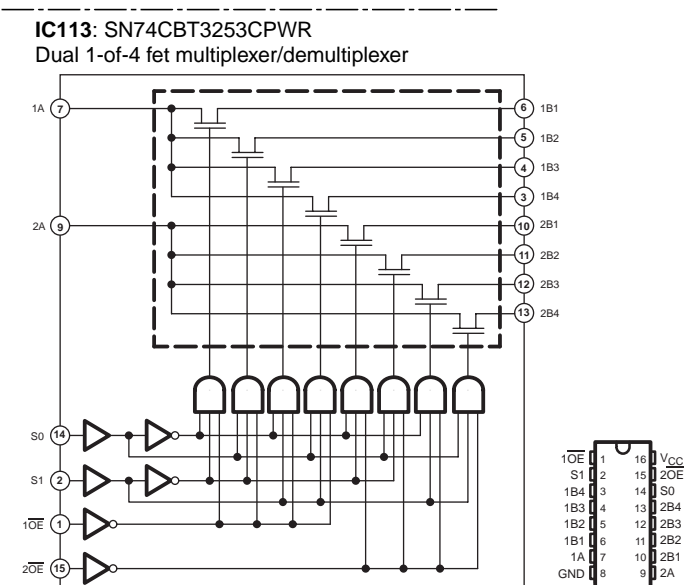 IC113: SN74CBT3253CPWR
Dual 1-of-4 fet multiplexer/demultiplexer
1A 7 6 1B1
5 1B2
4 1B3
3 1B4
2A 9 10 2B1
11 2B2
12 2B3
13 2B4
S0 14
S1 2
1OE 1
2OE 15
1OE 1 16 VCC
S1 2 15 2OE
1B4 3 14 S0
1B3 4 13 2B4
1B2 5 12 2B3
1B1 6 11 2B2
1A 7 10 2B1
GND 8 9 2A